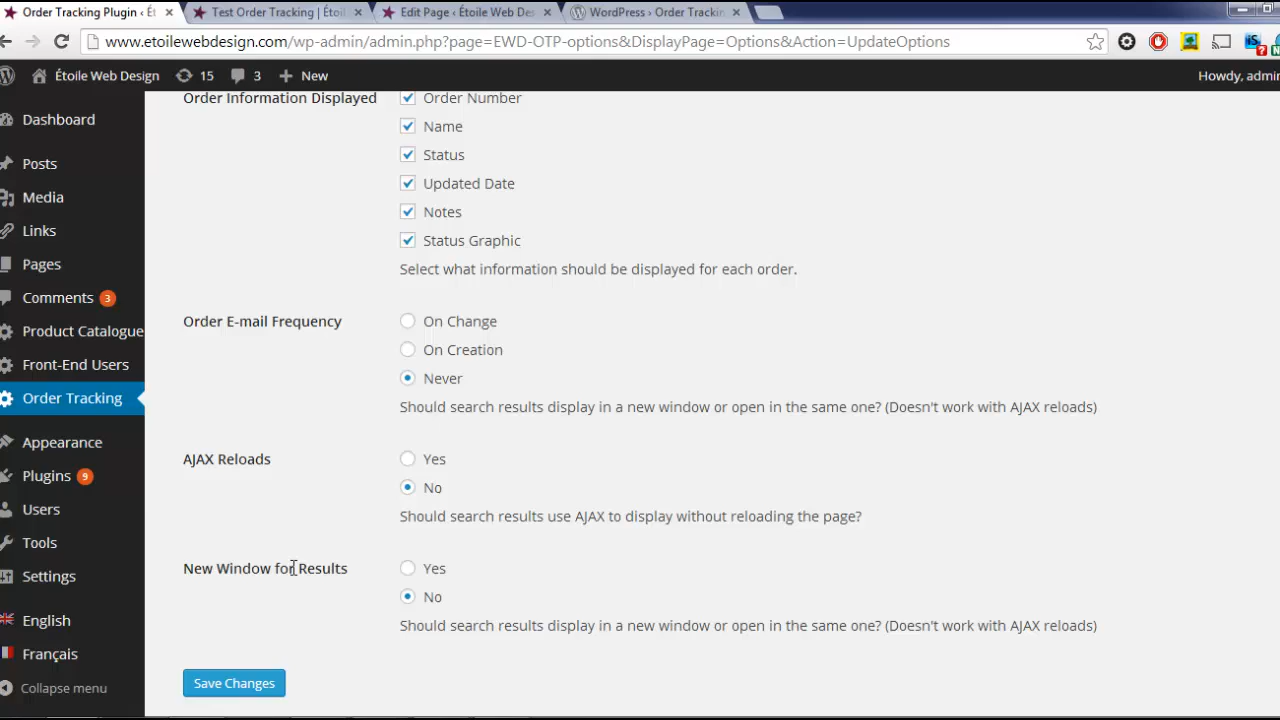 Order Tracking Plugin ‹ É
Test Order Tracking | Étoil
Edit Page ‹ Étoile Web Des
WordPress › Order Trackin
www.etoilewebdesign.com/wp-admin/admin.php?page=EWD-OTP-options&DisplayPage=Options&Action=UpdateOptions
Étoile Web Design 15 3 New Howdy, admin
Dashboard
Posts
Media
Links
Pages
Comments 3
Product Catalogue
Front-End Users
Order Tracking
Appearance
Plugins 9
Users
Tools
Settings
English
Français
Collapse menu
Order Information Displayed
Order Number
Name
Status
Updated Date
Notes
Status Graphic
Select what information should be displayed for each order.
Order E-mail Frequency
On Change
On Creation
Never
Should search results display in a new window or open in the same one? (Doesn't work with AJAX reloads)
AJAX Reloads
Yes
No
Should search results use AJAX to display without reloading the page?
New Window for Results
Yes
No
Should search results display in a new window or open in the same one? (Doesn't work with AJAX reloads)
Save Changes